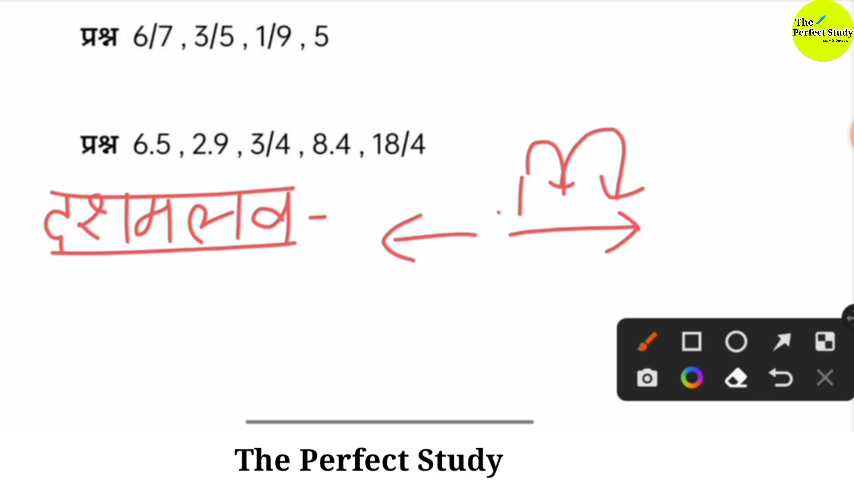 The
Perfect Study
प्रश्न 6/7 , 3/5 , 1/9 , 5
प्रश्न 6.5 , 2.9 , 3/4 , 8.4 , 18/4
दशमलव -
The Perfect Study